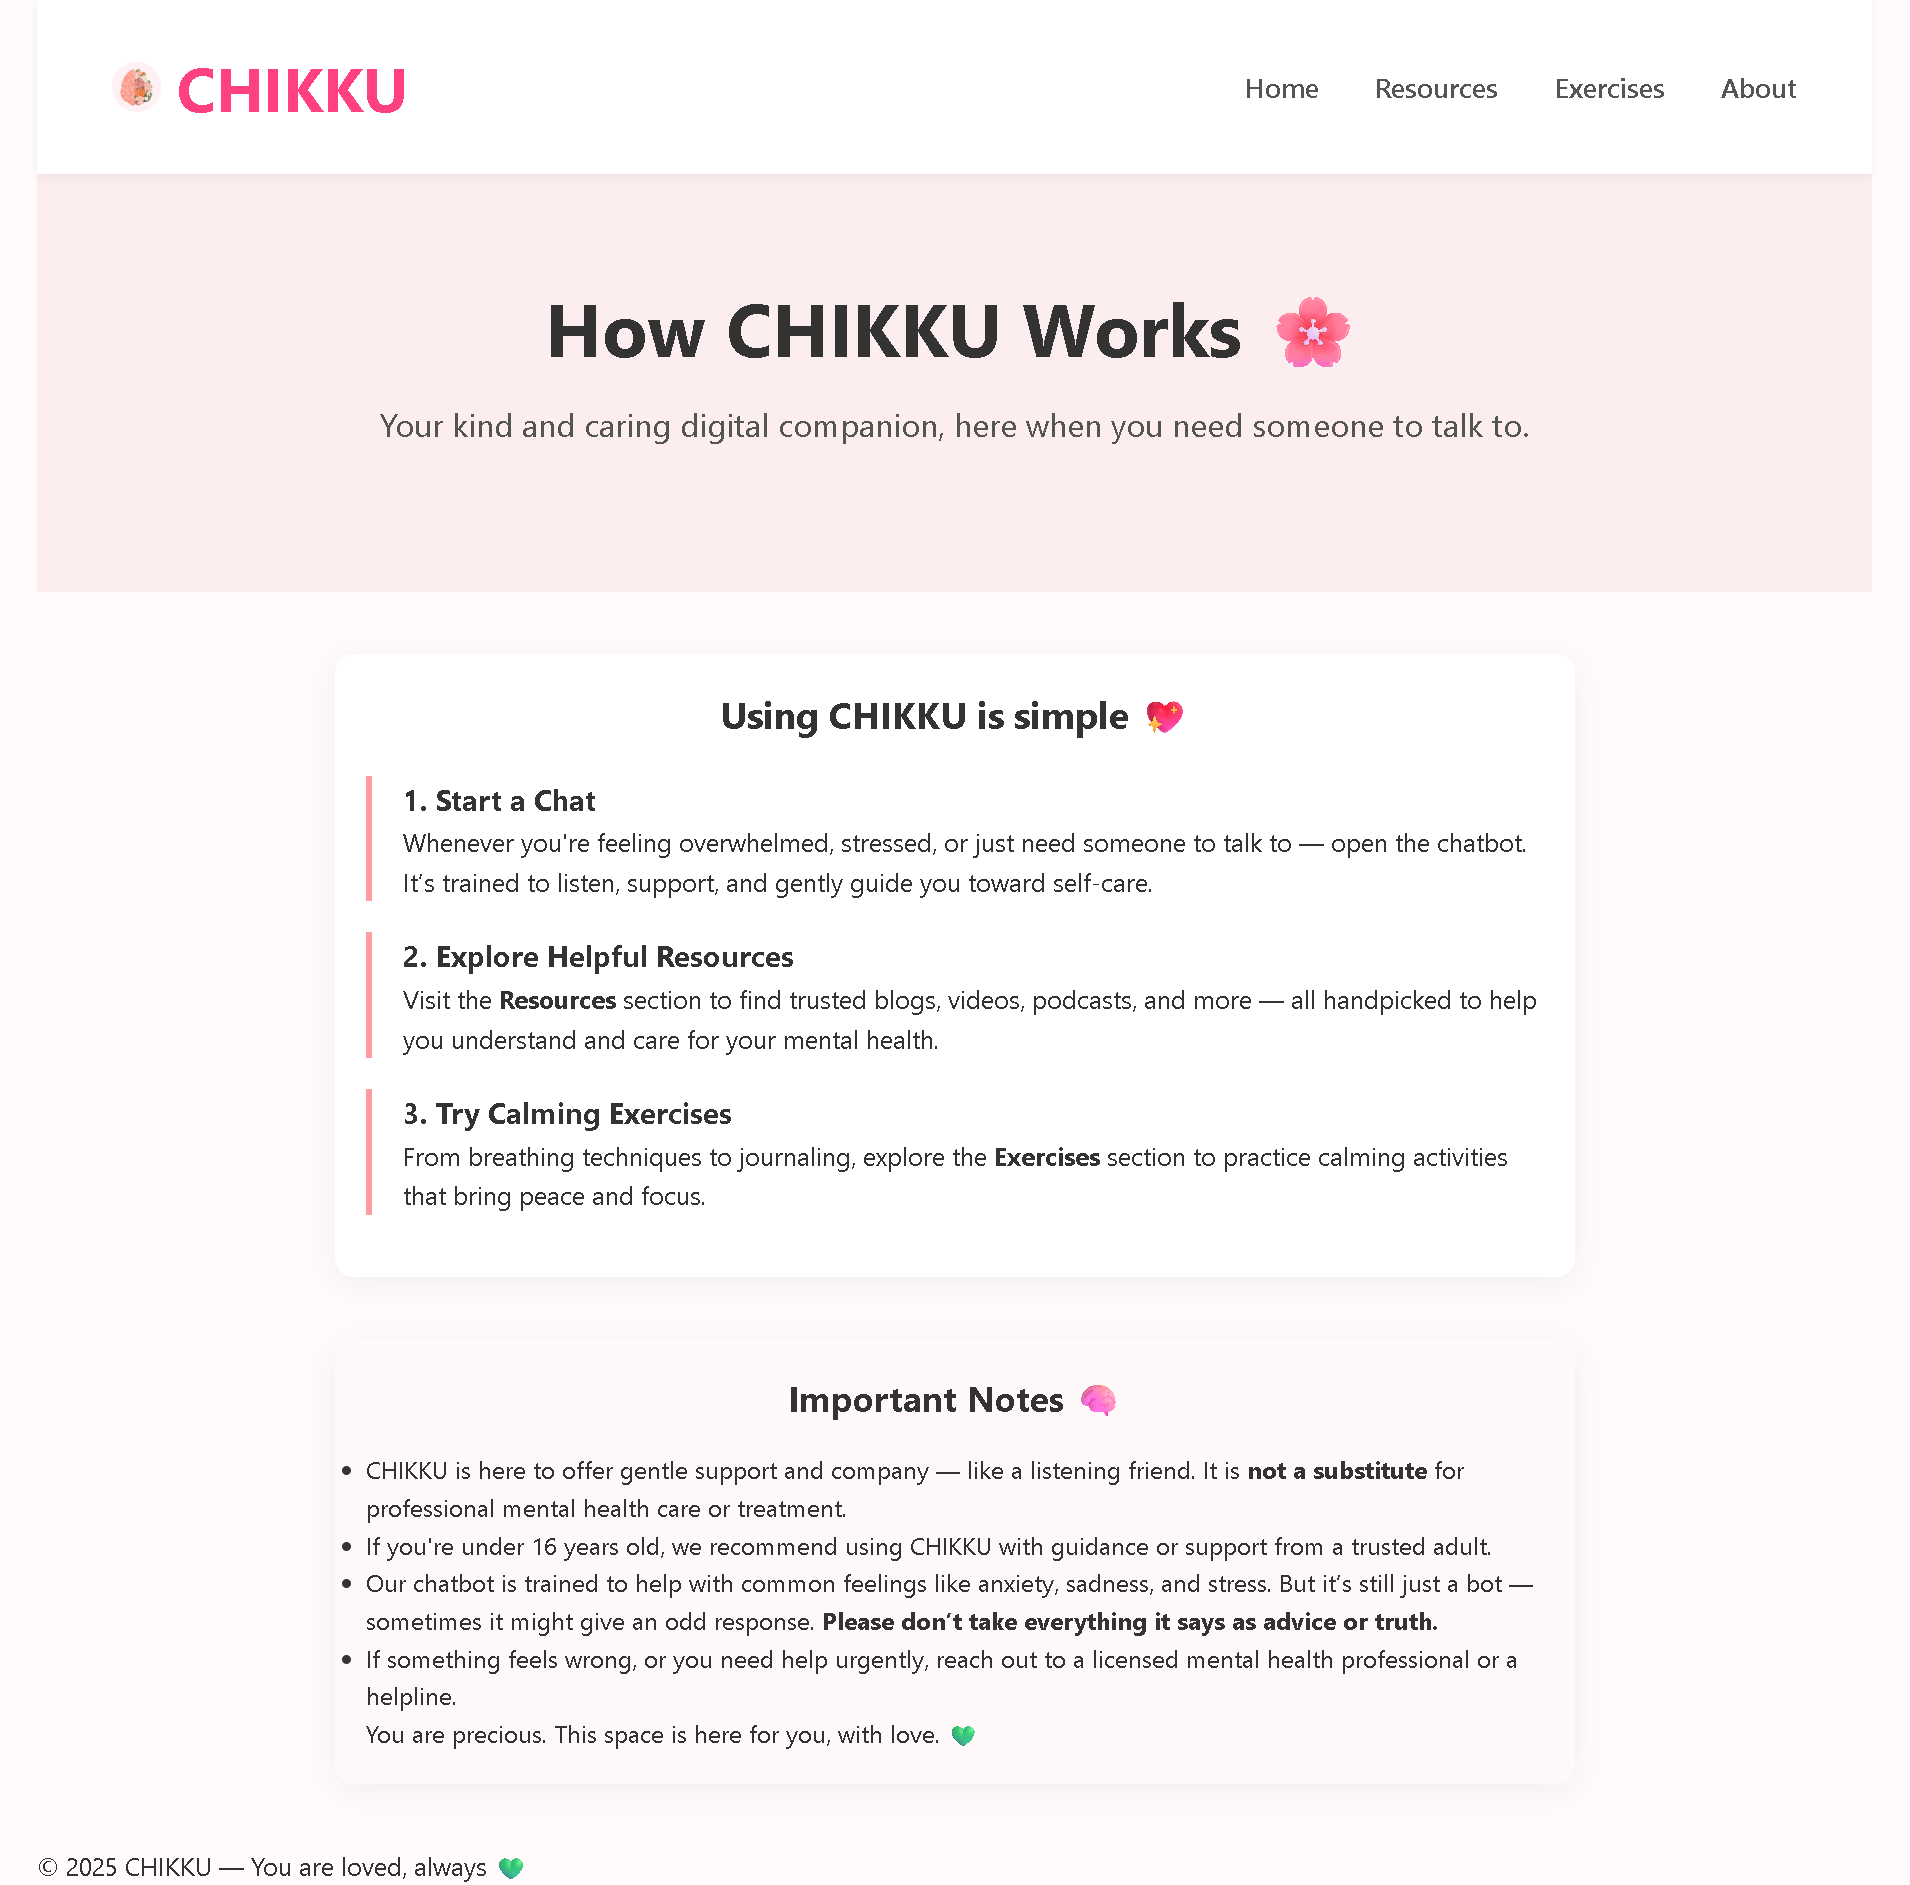 CHIKKU
Home Resources Exercises About
How CHIKKU Works 🌸
Your kind and caring digital companion, here when you need someone to talk to.
Using CHIKKU is simple 💖
1. Start a Chat
Whenever you're feeling overwhelmed, stressed, or just need someone to talk to — open the chatbot.
It’s trained to listen, support, and gently guide you toward self-care.
2. Explore Helpful Resources
Visit the Resources section to find trusted blogs, videos, podcasts, and more — all handpicked to help
you understand and care for your mental health.
3. Try Calming Exercises
From breathing techniques to journaling, explore the Exercises section to practice calming activities
that bring peace and focus.
Important Notes 🧠
• CHIKKU is here to offer gentle support and company — like a listening friend. It is not a substitute for
professional mental health care or treatment.
• If you're under 16 years old, we recommend using CHIKKU with guidance or support from a trusted adult.
• Our chatbot is trained to help with common feelings like anxiety, sadness, and stress. But it’s still just a bot —
sometimes it might give an odd response. Please don’t take everything it says as advice or truth.
• If something feels wrong, or you need help urgently, reach out to a licensed mental health professional or a
helpline.
You are precious. This space is here for you, with love. 💚
© 2025 CHIKKU — You are loved, always 💚